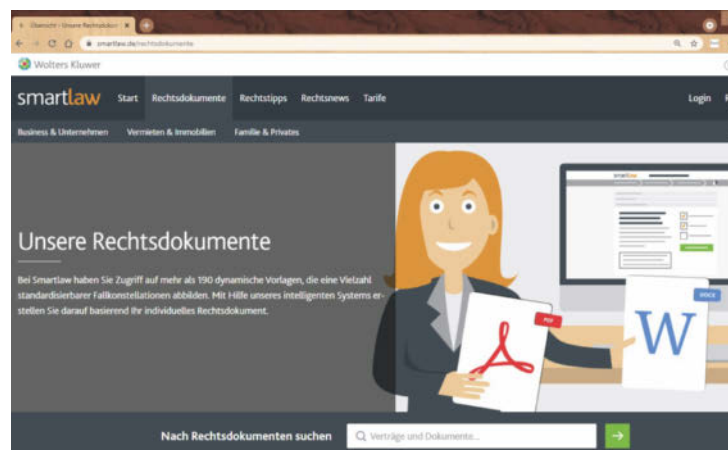 Übersicht - Unsere Rechtsdoku
smartlaw.de/rechtsdokumente
Wolters Kluwer
smartlaw Start Rechtsdokumente Rechtstipps Rechtsnews Tarife Login
Business & Unternehmen Vermieten & Immobilien Familie & Privates
smartlaw
Unsere Rechtsdokumente
Bei Smartlaw haben Sie Zugriff auf mehr als 190 dynamische Vorlagen, die eine Vielzahl
standardisierbarer Fallkonstellationen abbilden. Mit Hilfe unseres intelligenten Systems er-
stellen Sie darauf basierend Ihr individuelles Rechtsdokument.
PDF
DOCX
W
Nach Rechtsdokumenten suchen Verträge und Dokumente...